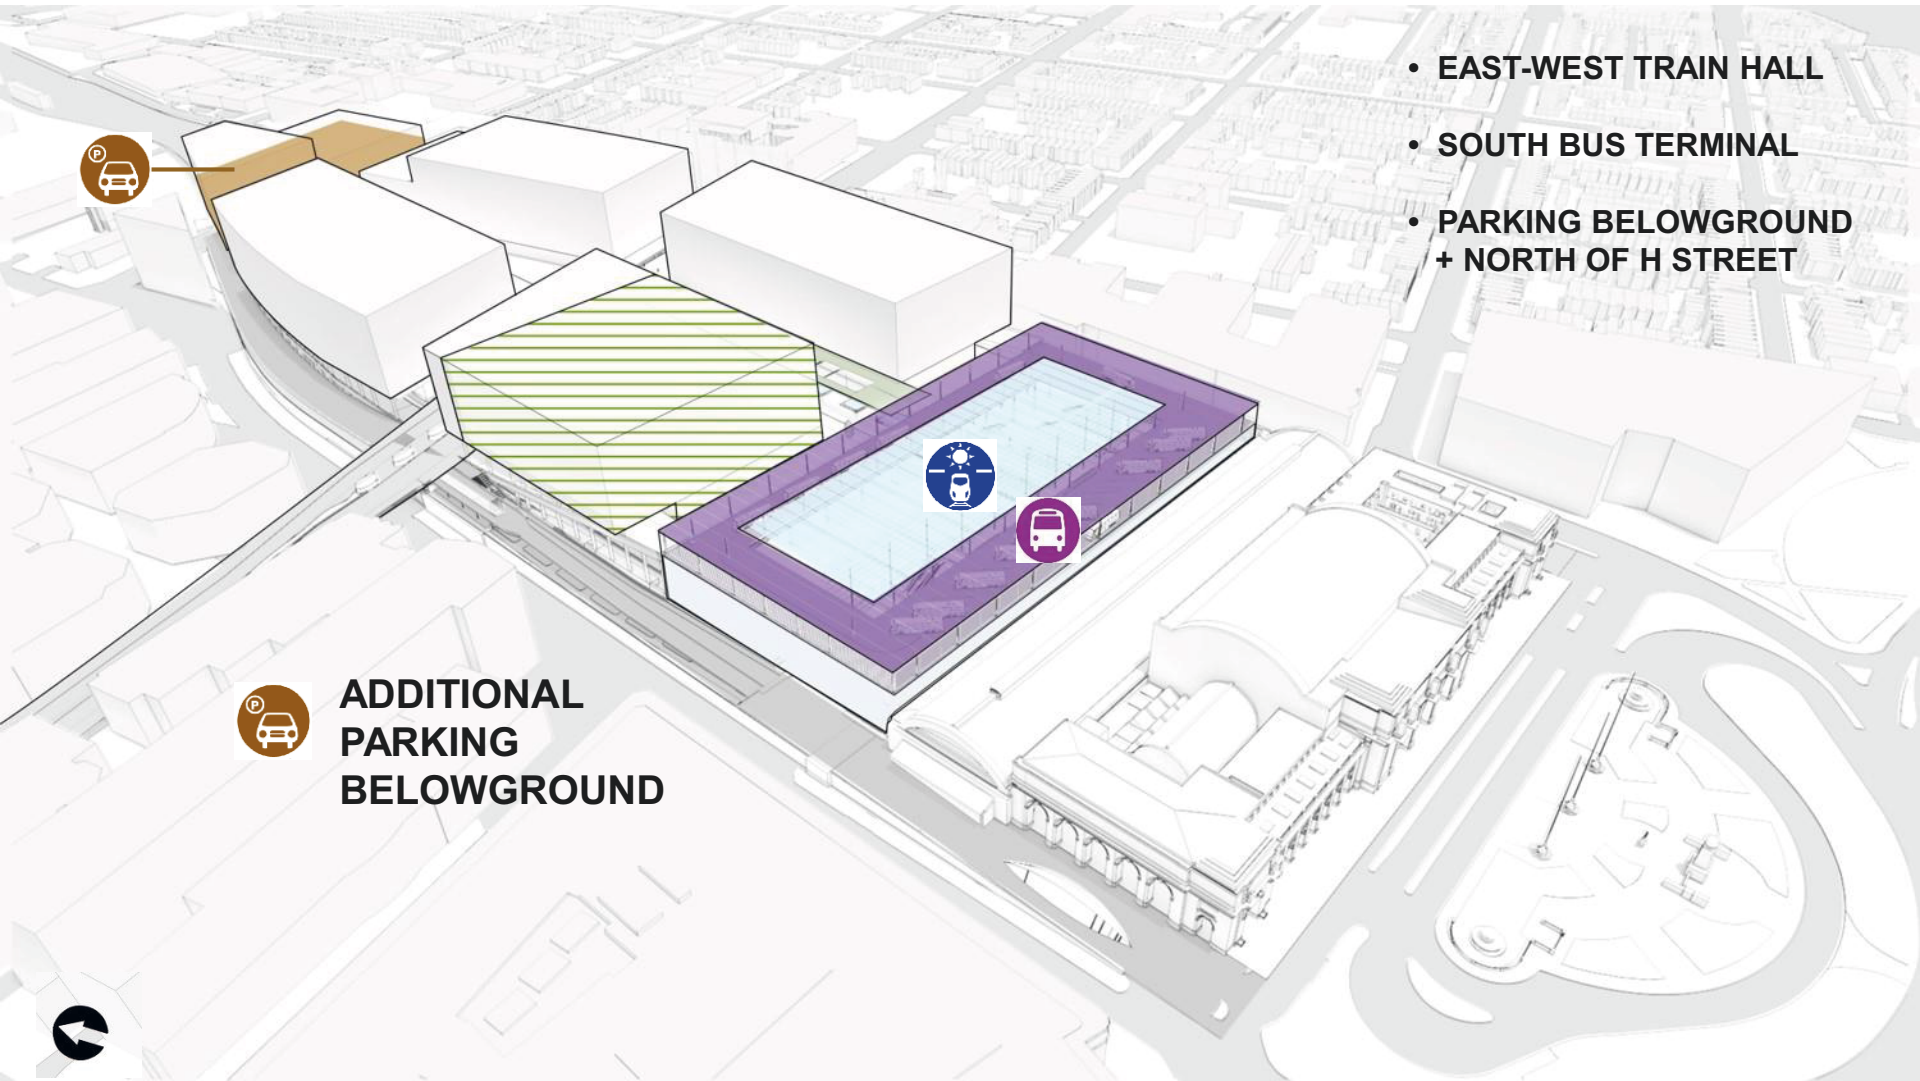 • EAST-WEST TRAIN HALL
• SOUTH BUS TERMINAL
• PARKING BELOWGROUND
+ NORTH OF H STREET
P
P
ADDITIONAL
PARKING
BELOWGROUND